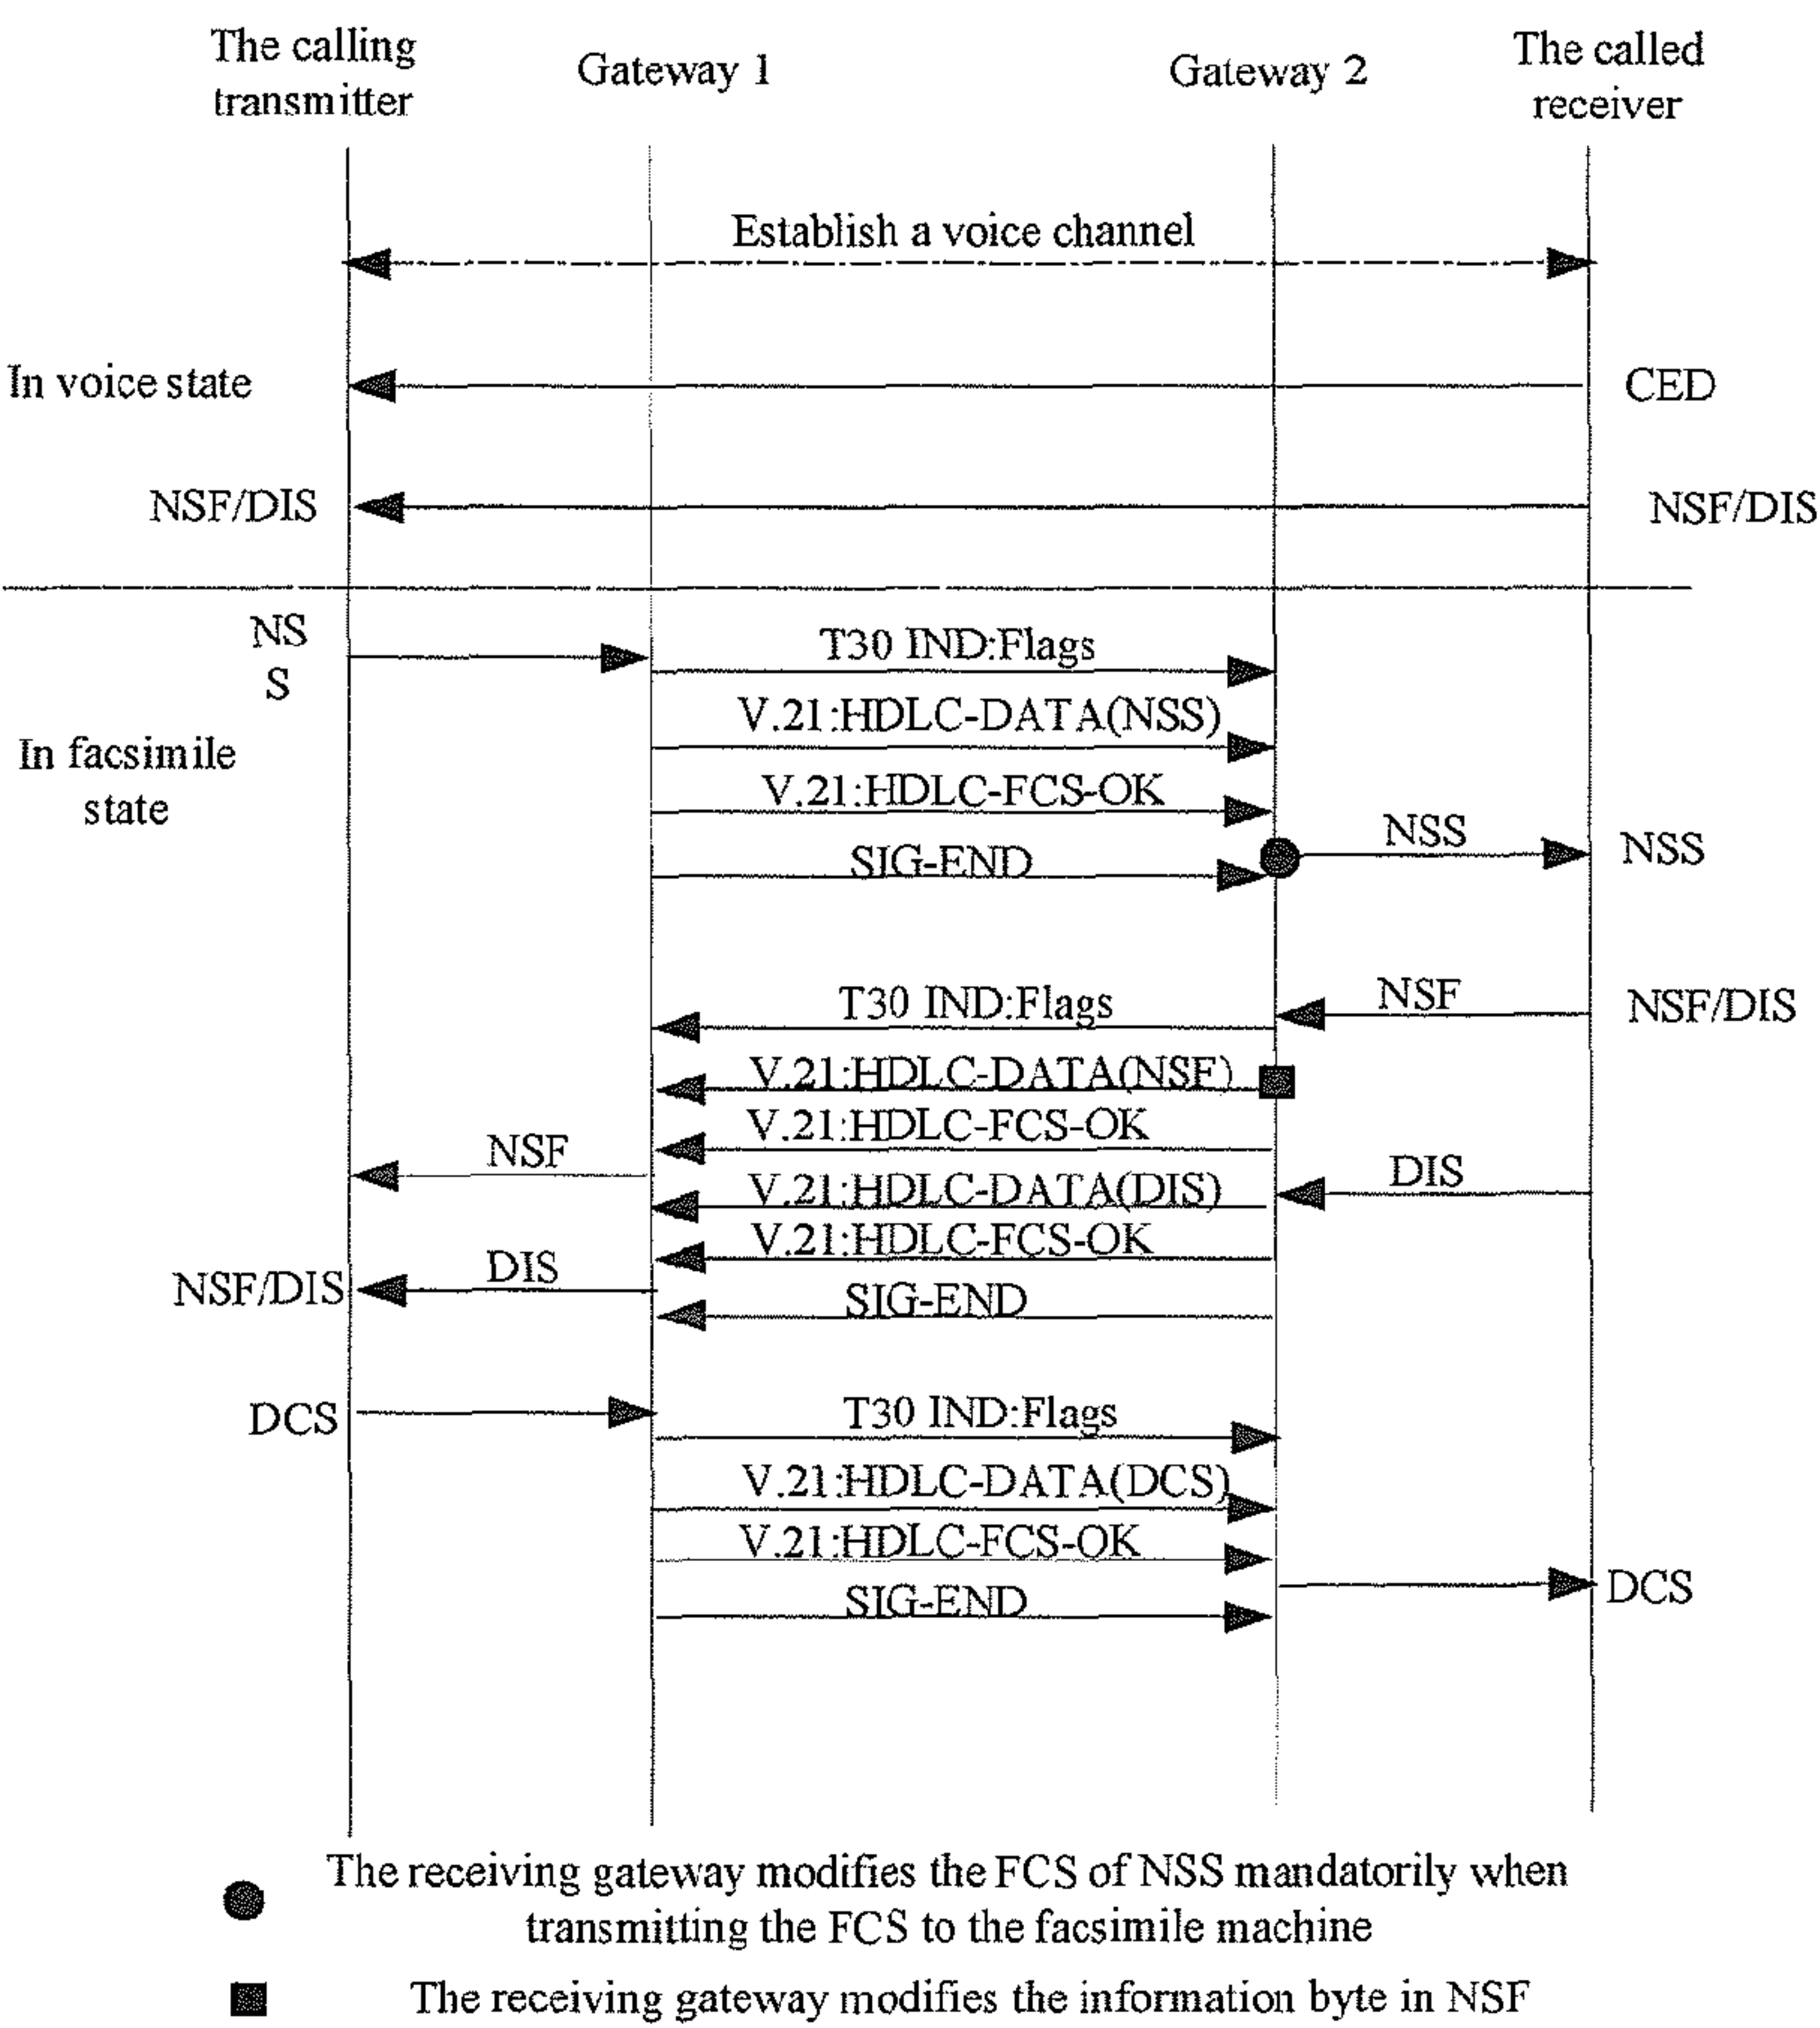 The calling
transmitter
Gateway 1
Gateway 2
The called
receiver
Establish a voice channel
In voice state
CED
NSF/DIS
NSF/DIS
NS
S
T30 IND:Flags
V.21:HDLC-DATA(NSS)
In facsimile
state
V.21:HDLC-FCS-OK
SIG-END
NSS
NSS
T30 IND:Flags
NSF
NSF/DIS
V.21:HDLC-DATA(NSF)
V.21:HDLC-FCS-OK
NSF
V.21:HDLC-DATA(DIS)
DIS
V.21:HDLC-FCS-OK
NSF/DIS
DIS
SIG-END
DCS
T30 IND:Flags
V.21:HDLC-DATA(DCS)
V.21:HDLC-FCS-OK
SIG-END
DCS
The receiving gateway modifies the FCS of NSS mandatorily when
transmitting the FCS to the facsimile machine
The receiving gateway modifies the information byte in NSF